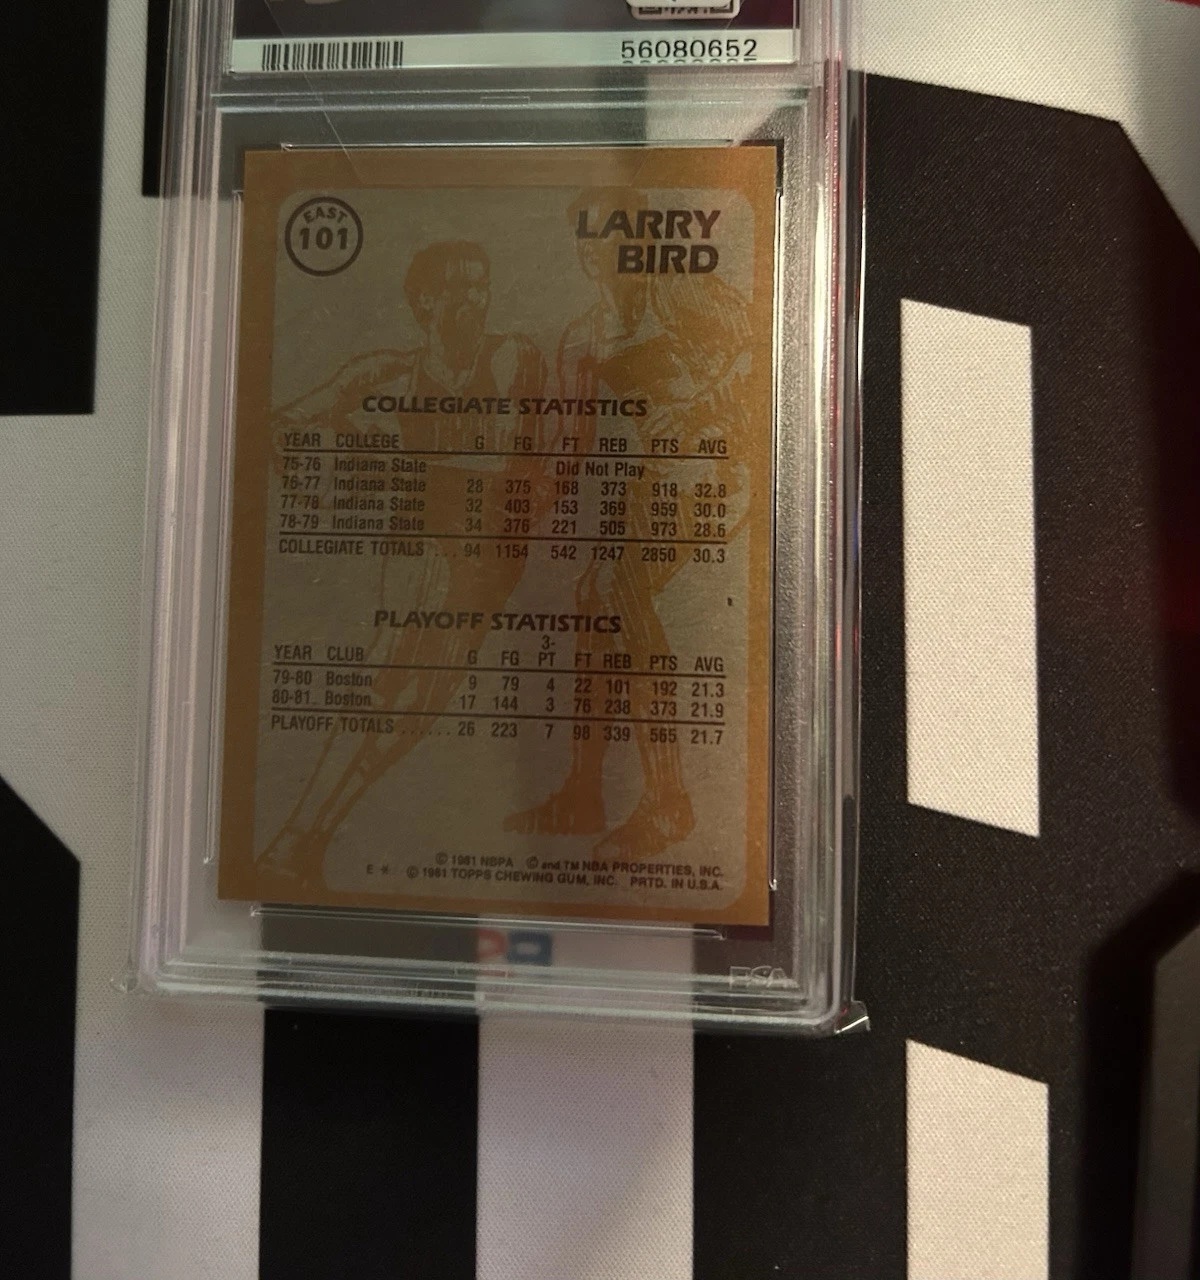 56080652
EAST
101
LARRY
BIRD
COLLEGIATE STATISTICS
YEAR COLLEGE G FG FT REB PTS AVG
75-76 Indiana State Did Not Play
76-77 Indiana State 28 375 168 373 918 32.8
77-78 Indiana State 32 403 153 369 959 30.0
78-79 Indiana State 34 376 221 505 973 28.6
COLLEGIATE TOTALS ... 94 1154 542 1247 2850 30.3
PLAYOFF STATISTICS
3-
YEAR CLUB G FG PT FT REB PTS AVG
79-80 Boston 9 79 4 22 101 192 21.3
80-81 Boston 17 144 3 76 238 373 21.9
PLAYOFF TOTALS ...... 26 223 7 98 339 565 21.7
© 1981 NBPA © and TM NBA PROPERTIES, INC.
E * © 1981 TOPPS CHEWING GUM, INC. PRTD. IN U.S.A.
PSA